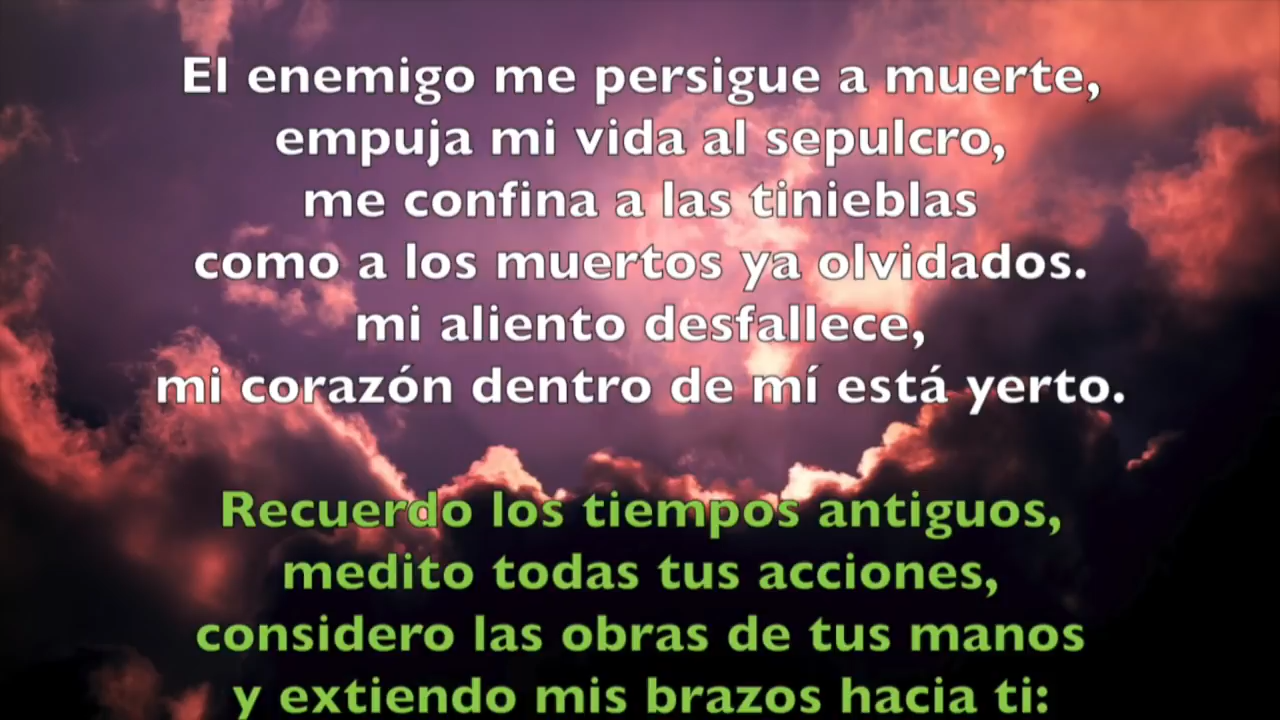 El enemigo me persigue a muerte,
empuja mi vida al sepulcro,
me confina a las tinieblas
como a los muertos ya olvidados.
mi aliento desfallece,
mi corazón dentro de mí está yerto.
Recuerdo los tiempos antiguos,
medito todas tus acciones,
considero las obras de tus manos
y extiendo mis brazos hacia ti: